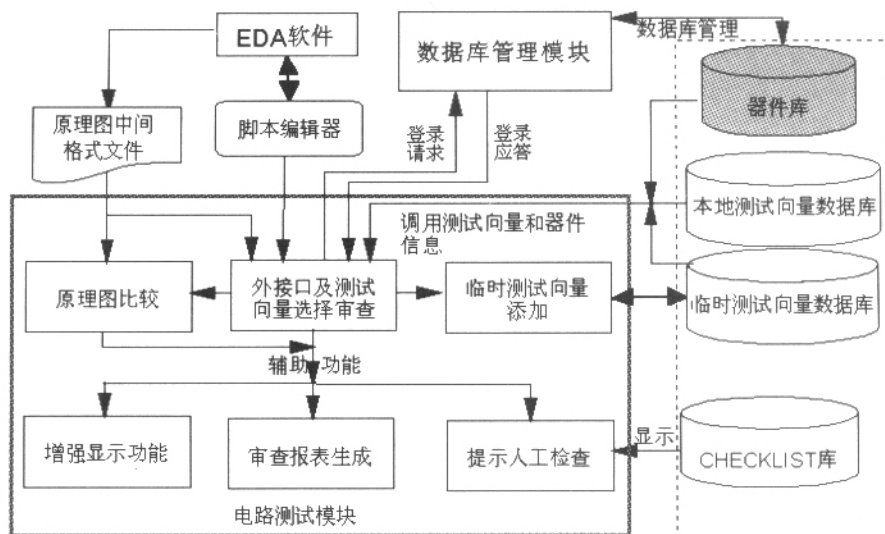 EDA软件
数据库管理模块
数据库管理
器件库
原理图中间
格式文件
脚本编辑器
登录
请求
登录
应答
本地测试向量数据库
调用测试向量和器件
信息
原理图比较
外接口及测试
向量选择审查
临时测试向量
添加
临时测试向量数据库
辅助 功能
增强显示功能
审查报表生成
提示人工检查
显示
CHECKLIST库
电路测试模块